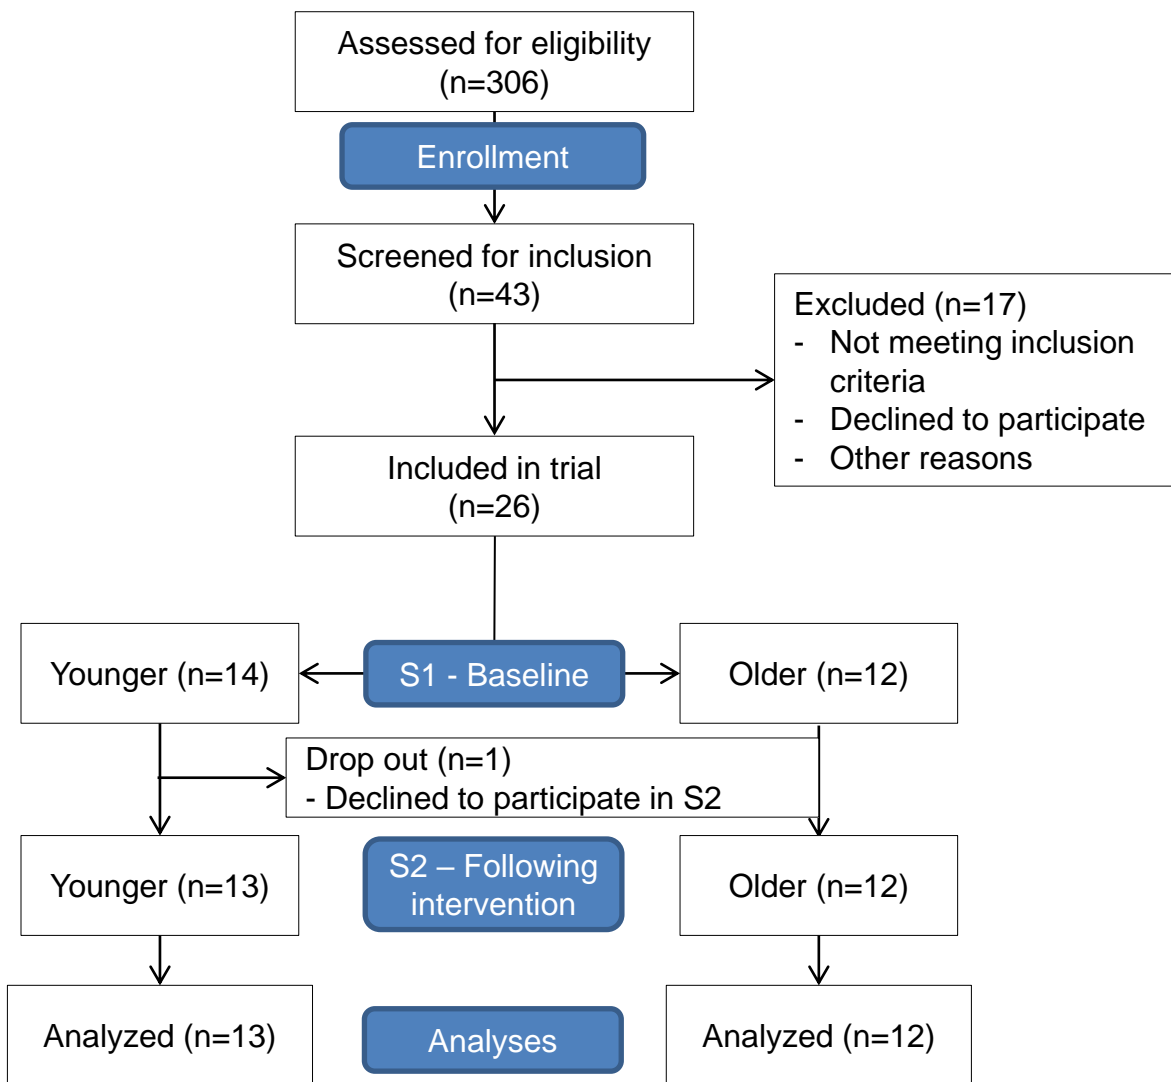 Assessed for eligibility
(n=306)
Enrollment
Screened for inclusion
(n=43)
Excluded (n=17)
- Not meeting inclusion
criteria
- Declined to participate
- Other reasons
Included in trial
(n=26)
Younger (n=14)
S1 - Baseline
Older (n=12)
Drop out (n=1)
- Declined to participate in S2
Younger (n=13)
S2 – Following
intervention
Older (n=12)
Analyzed (n=13)
Analyses
Analyzed (n=12)